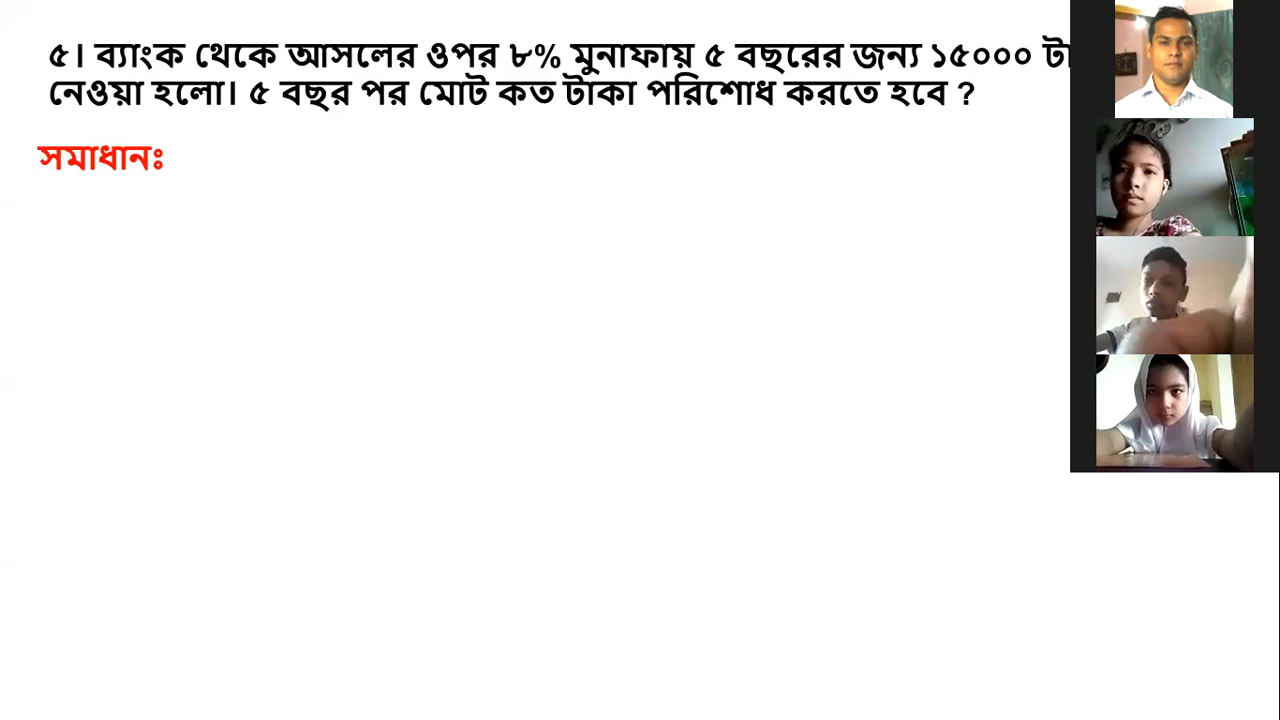 ৫। ব্যাংক থেকে আসলের ওপর ৮% মুনাফায় ৫ বছরের জন্য ১৫০০০
নেওয়া হলো। ৫ বছর পর মোট কত টাকা পরিশোধ করতে হবে ?
সমাধানঃ